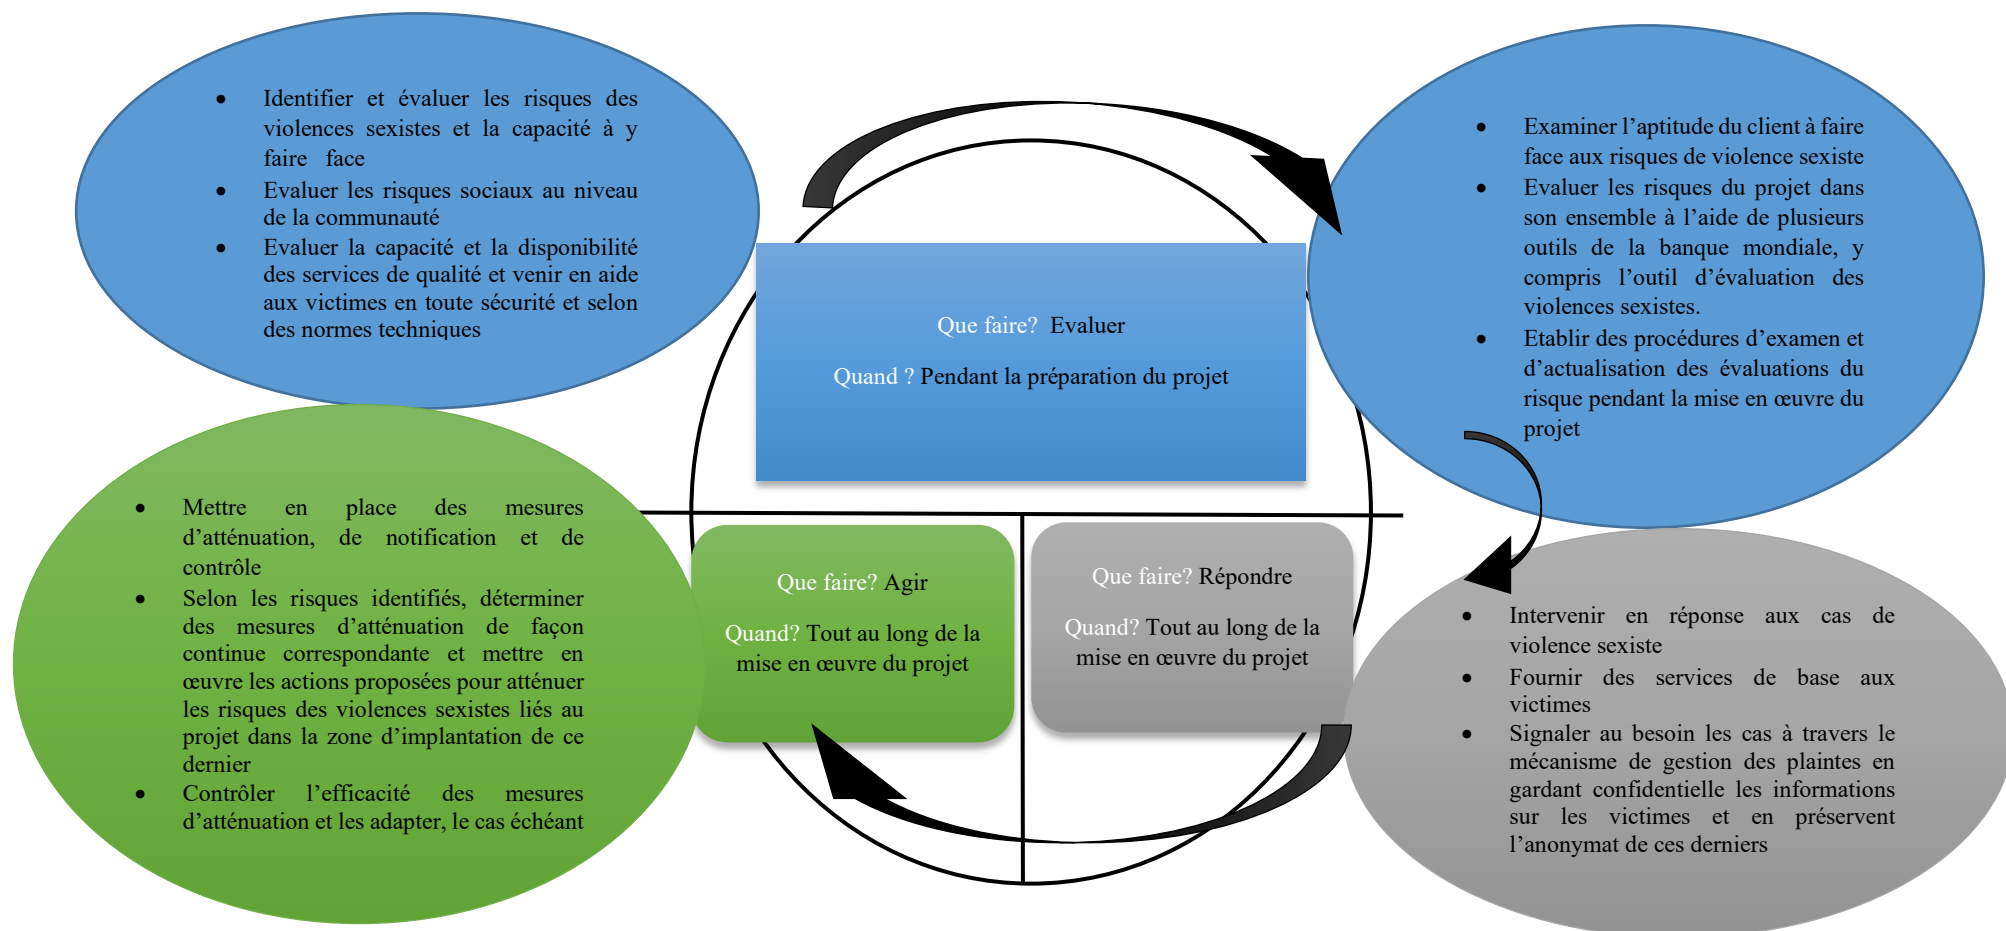 • Identifier et évaluer les risques des
violences sexistes et la capacité à y
faire face
• Evaluer les risques sociaux au niveau
de la communauté
• Evaluer la capacité et la disponibilité
des services de qualité et venir en aide
aux victimes en toute sécurité et selon
des normes techniques
• Examiner l’aptitude du client à faire
face aux risques de violence sexiste
• Evaluer les risques du projet dans
son ensemble à l’aide de plusieurs
outils de la banque mondiale, y
compris l’outil d’évaluation des
violences sexistes.
• Etablir des procédures d’examen et
d’actualisation des évaluations du
risque pendant la mise en œuvre du
projet
Que faire? Evaluer
Quand ? Pendant la préparation du projet
• Mettre en place des mesures
d’atténuation, de notification et de
contrôle
• Selon les risques identifiés, déterminer
des mesures d’atténuation de façon
continue correspondante et mettre en
œuvre les actions proposées pour atténuer
les risques des violences sexistes liés au
projet dans la zone d’implantation de ce
dernier
• Contrôler l’efficacité des mesures
d’atténuation et les adapter, le cas échéant
Que faire? Agir
Quand? Tout au long de la
mise en œuvre du projet
Que faire? Répondre
Quand? Tout au long de la
mise en œuvre du projet
• Intervenir en réponse aux cas de
violence sexiste
• Fournir des services de base aux
victimes
• Signaler au besoin les cas à travers le
mécanisme de gestion des plaintes en
gardant confidentielle les informations
sur les victimes et en préservent
l’anonymat de ces derniers